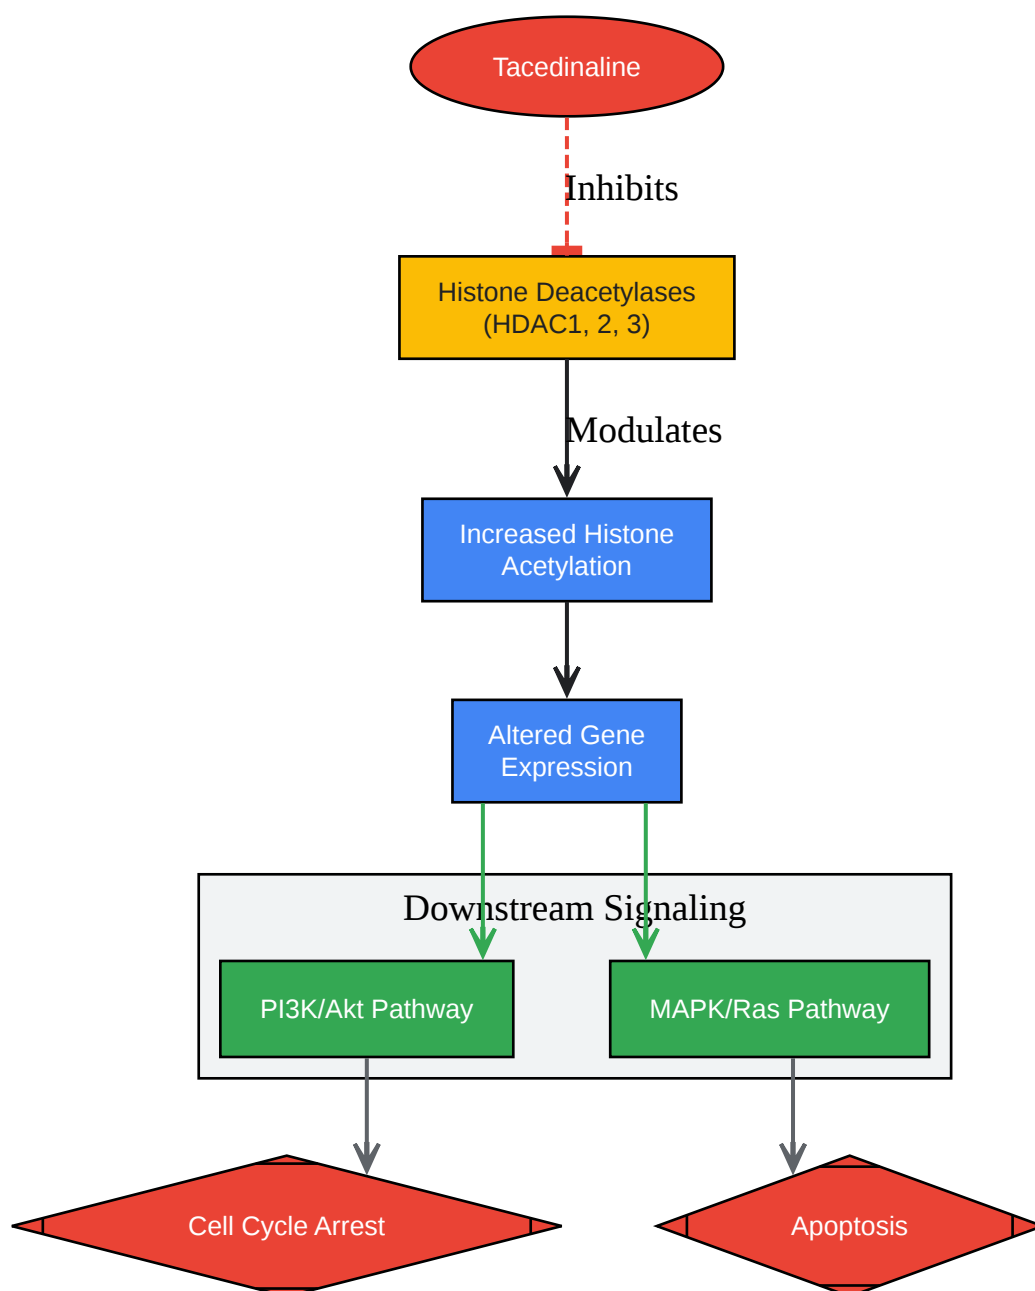 Tacedinaline
Inhibits
Histone Deacetylases
(HDAC1, 2, 3)
Modulates
Increased Histone
Acetylation
Altered Gene
Expression
Downstream Signaling
PI3K/Akt Pathway
MAPK/Ras Pathway
Cell Cycle Arrest
Apoptosis